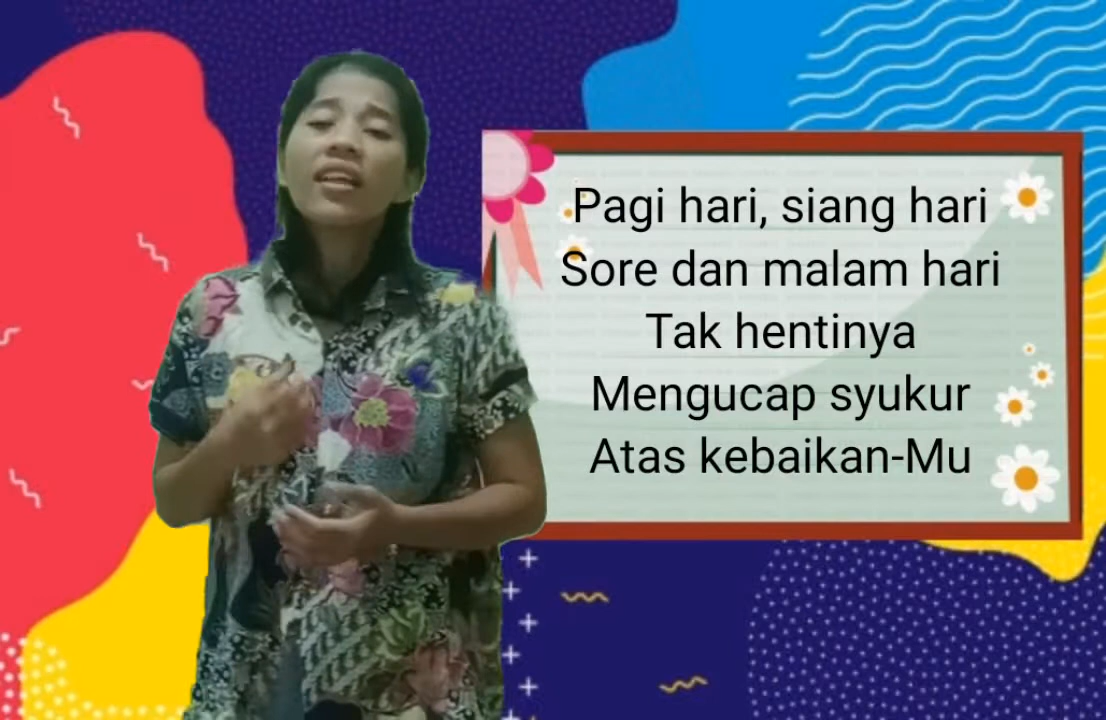 Pagi hari, siang hari
Sore dan malam hari
Tak hentinya
Mengucap syukur
Atas kebaikan-Mu